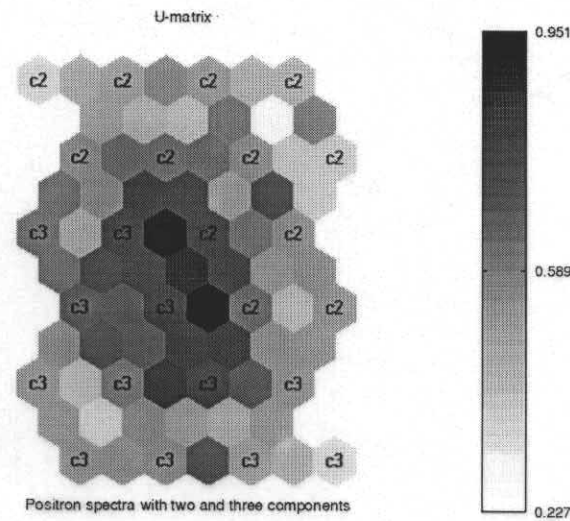 U-matrix
0.951
c2 c2 c2 c2
c2 c2 c2 c2
c3 c3 c2 c2
0.589
c3 c3 c2 c2
c3 c3 c3 c3
c3 c3 c3 c3
Positron spectra with two and three components
0.227